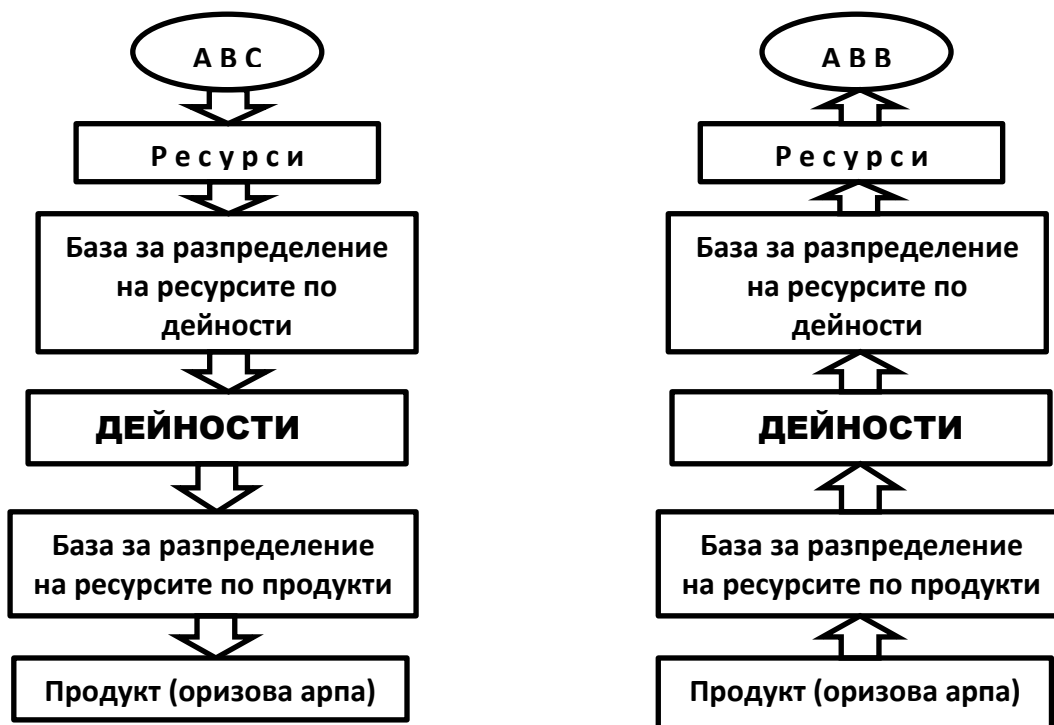 А В С
Р е с у р с и
База за разпределение
на ресурсите по
дейности
ДЕЙНОСТИ
База за разпределение
на ресурсите по продукти
Продукт (оризова арпа)
А В В
Р е с у р с и
База за разпределение
на ресурсите по
дейности
ДЕЙНОСТИ
База за разпределение
на ресурсите по продукти
Продукт (оризова арпа)